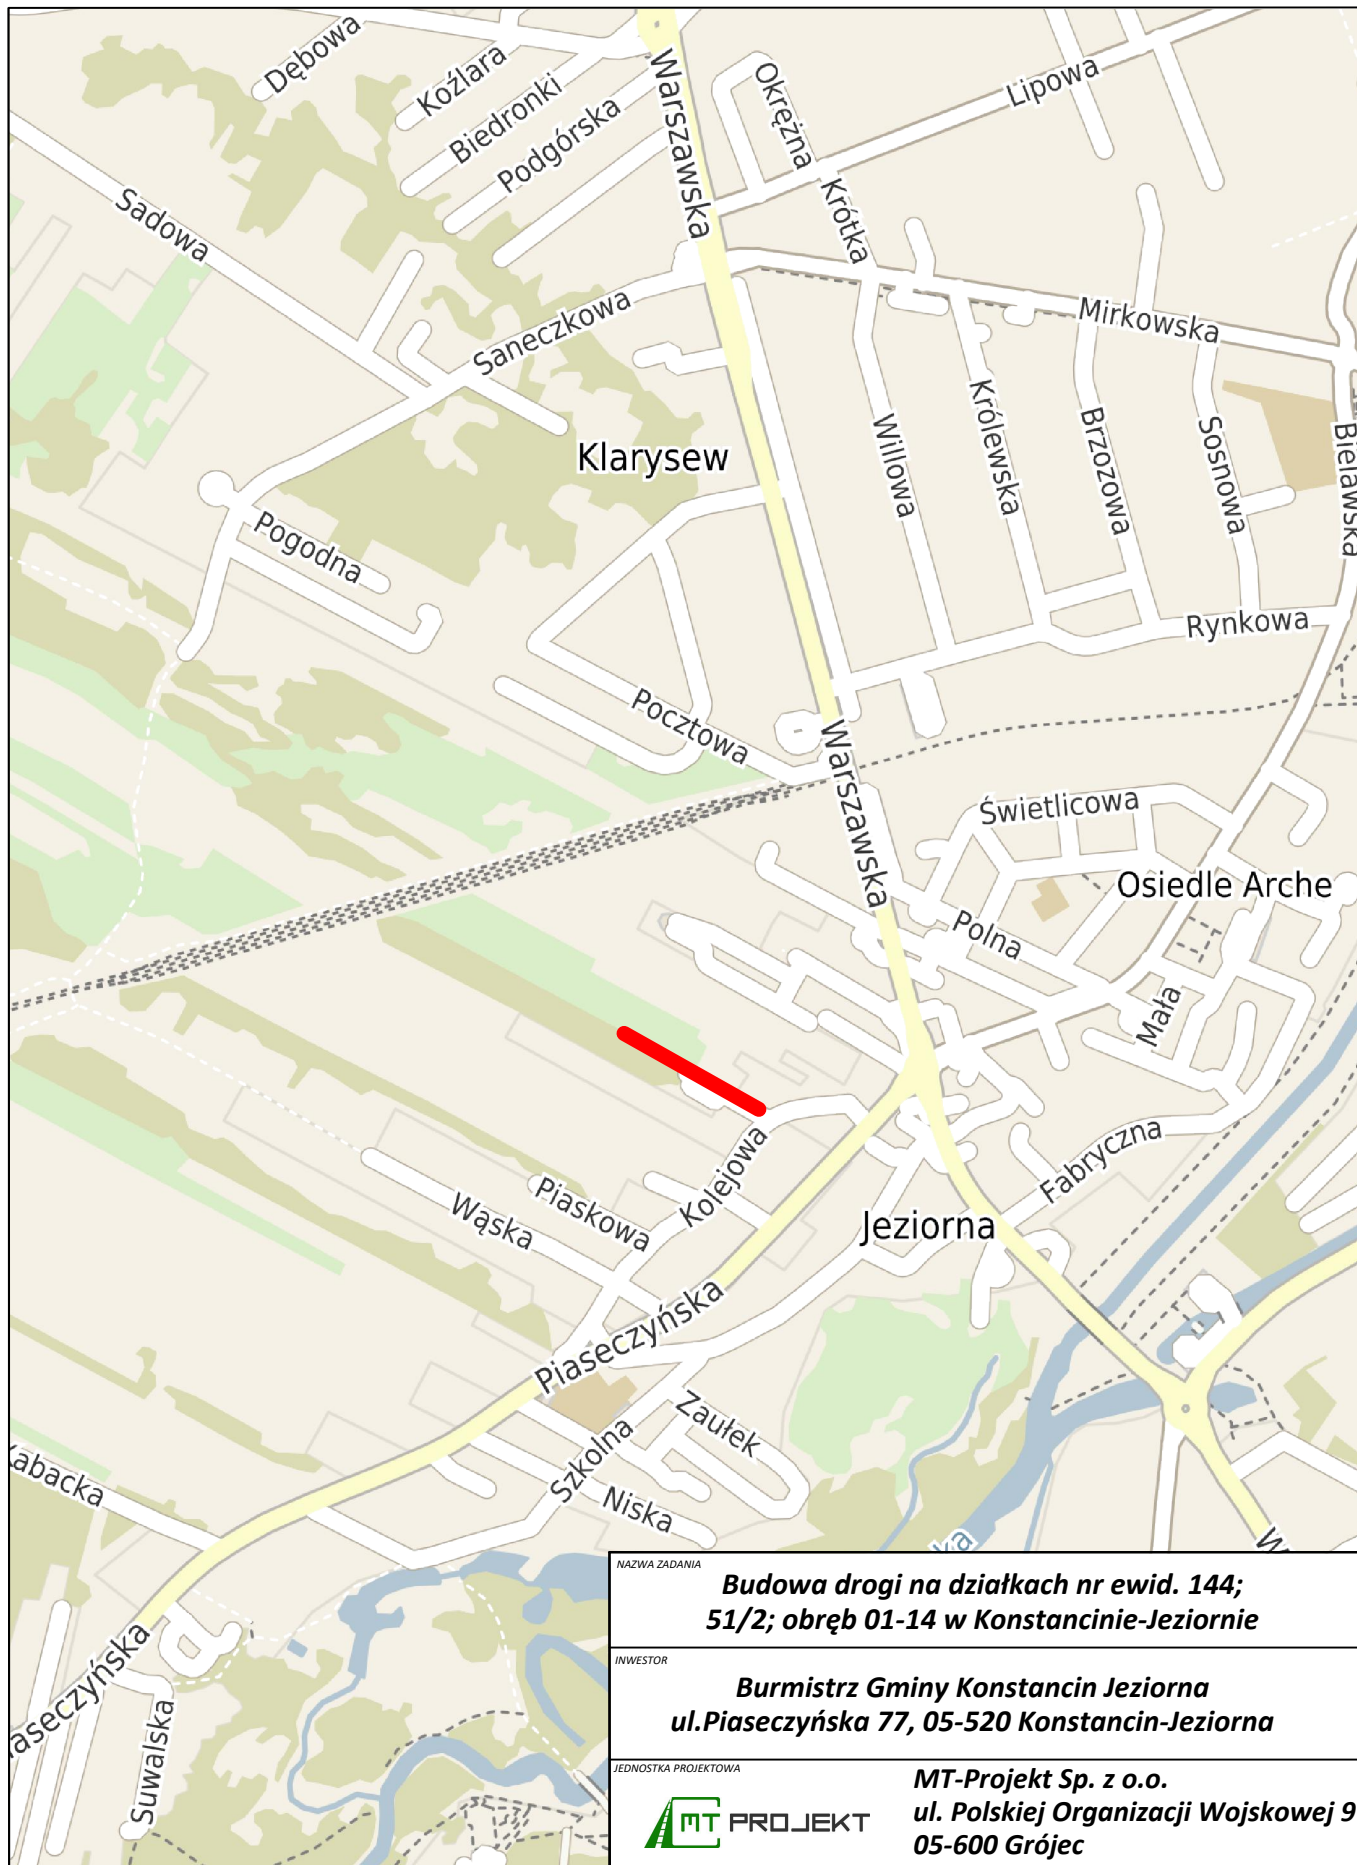 Dębowa
Koźlara
Biedronki
Podgórska
Warszawska
Okrężna
Lipowa
Krótka
Sadowa
Saneczkowa
Mirkowska
Klarysew
Willowa
Królewska
Brzozowa
Sosnowa
Bielawska
Pogodna
Rynkowa
Pocztowa
Warszawska
Świetlicowa
Osiedle Arche
Polna
Mała
Kolejowa
Fabryczna
Piaskowa
Wąska
Jeziorna
Piaseczyńska
Zaułek
Szkolna
Niska
Kabacka
ka
W
Piaseczyńska
Suwalska
NAZWA ZADANIA
Budowa drogi na działkach nr ewid. 144;
51/2; obręb 01-14 w Konstancinie-Jeziornie
INWESTOR
Burmistrz Gminy Konstancin Jeziorna
ul.Piaseczyńska 77, 05-520 Konstancin-Jeziorna
JEDNOSTKA PROJEKTOWA
MT PROJEKT
MT-Projekt Sp. z o.o.
ul. Polskiej Organizacji Wojskowej 9
05-600 Grójec